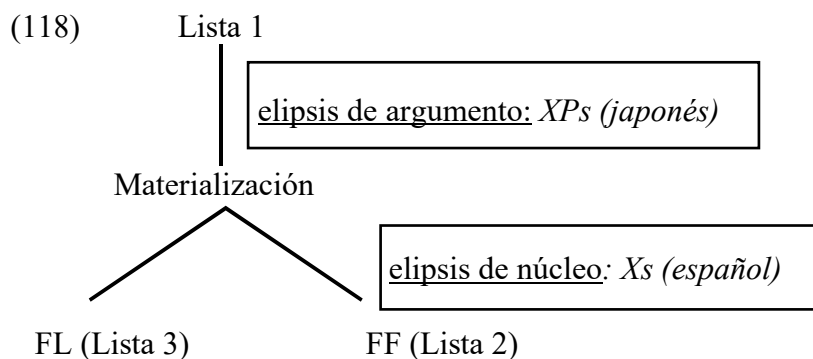 (118) Lista 1
elipsis de argumento: XPs (japonés)
Materialización
elipsis de núcleo: Xs (español)
FL (Lista 3) FF (Lista 2)